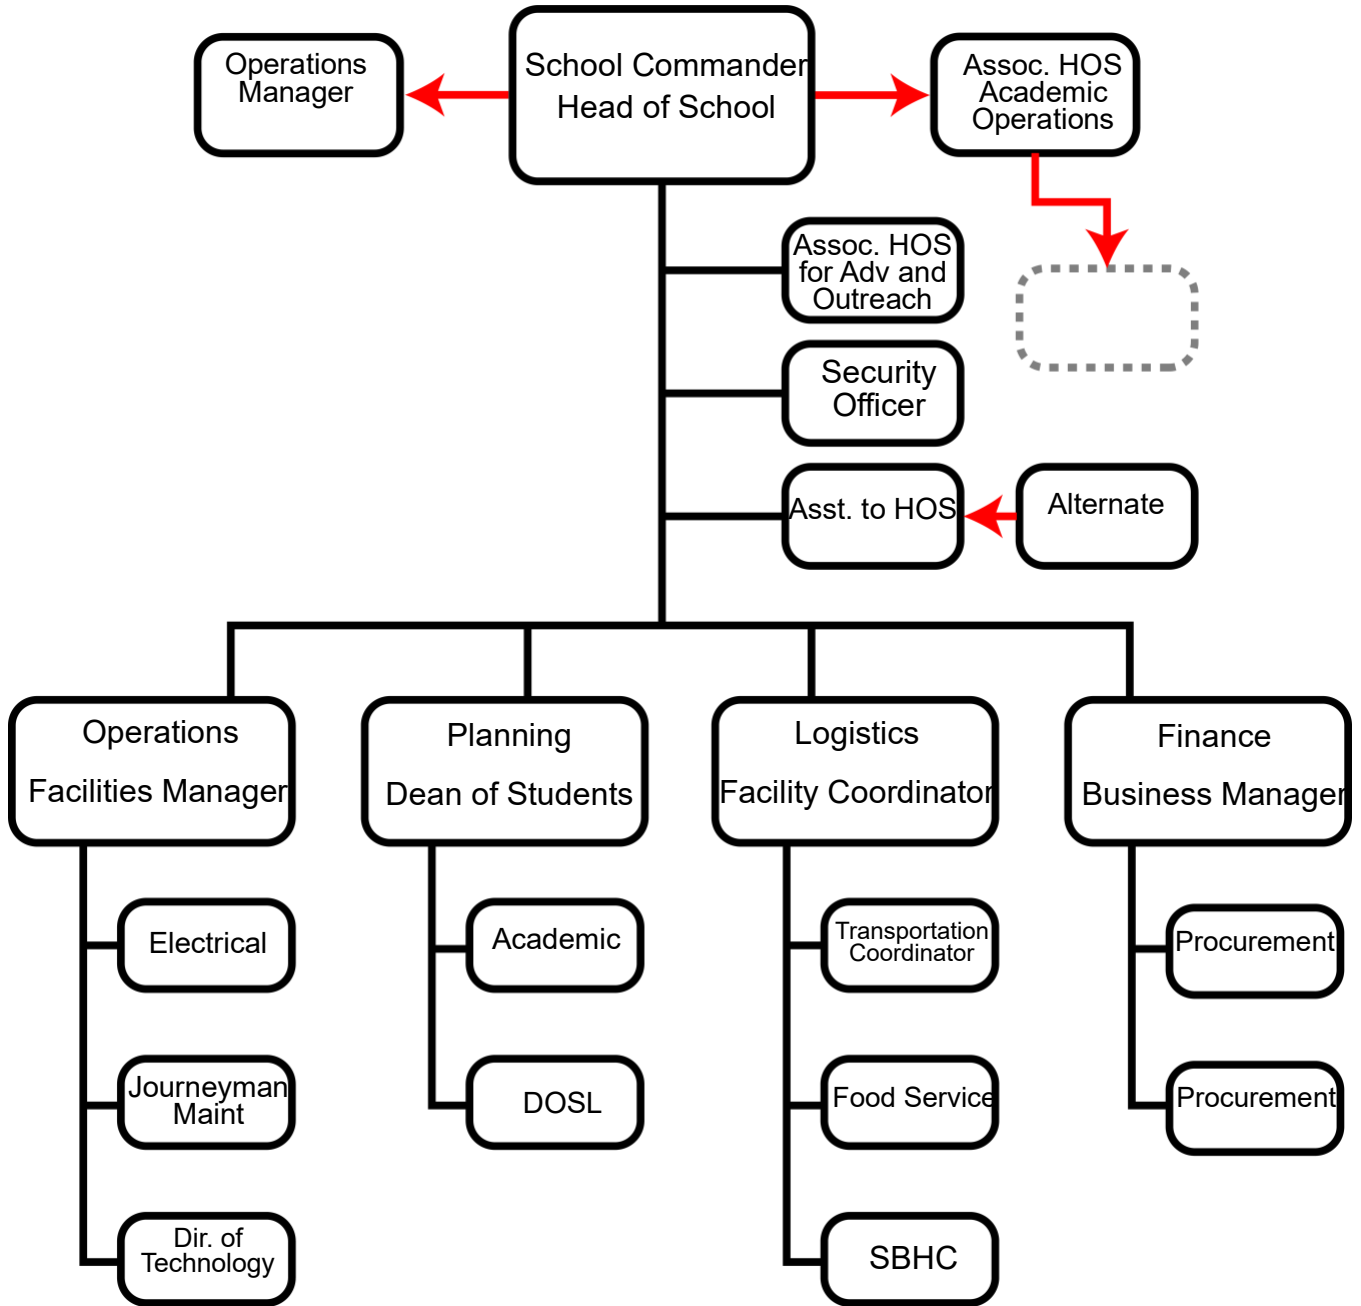 Operations
Manager
School Commander
Head of School
Assoc. HOS
Academic
Operations
Assoc. HOS
for Adv and
Outreach
Security
Officer
Asst. to HOS
Alternate
Operations
Facilities Manager
Planning
Dean of Students
Logistics
Facility Coordinator
Finance
Business Manager
Electrical
Academic
Transportation
Coordinator
Procurement
Journeyman
Maint
DOSL
Food Service
Procurement
Dir. of
Technology
SBHC